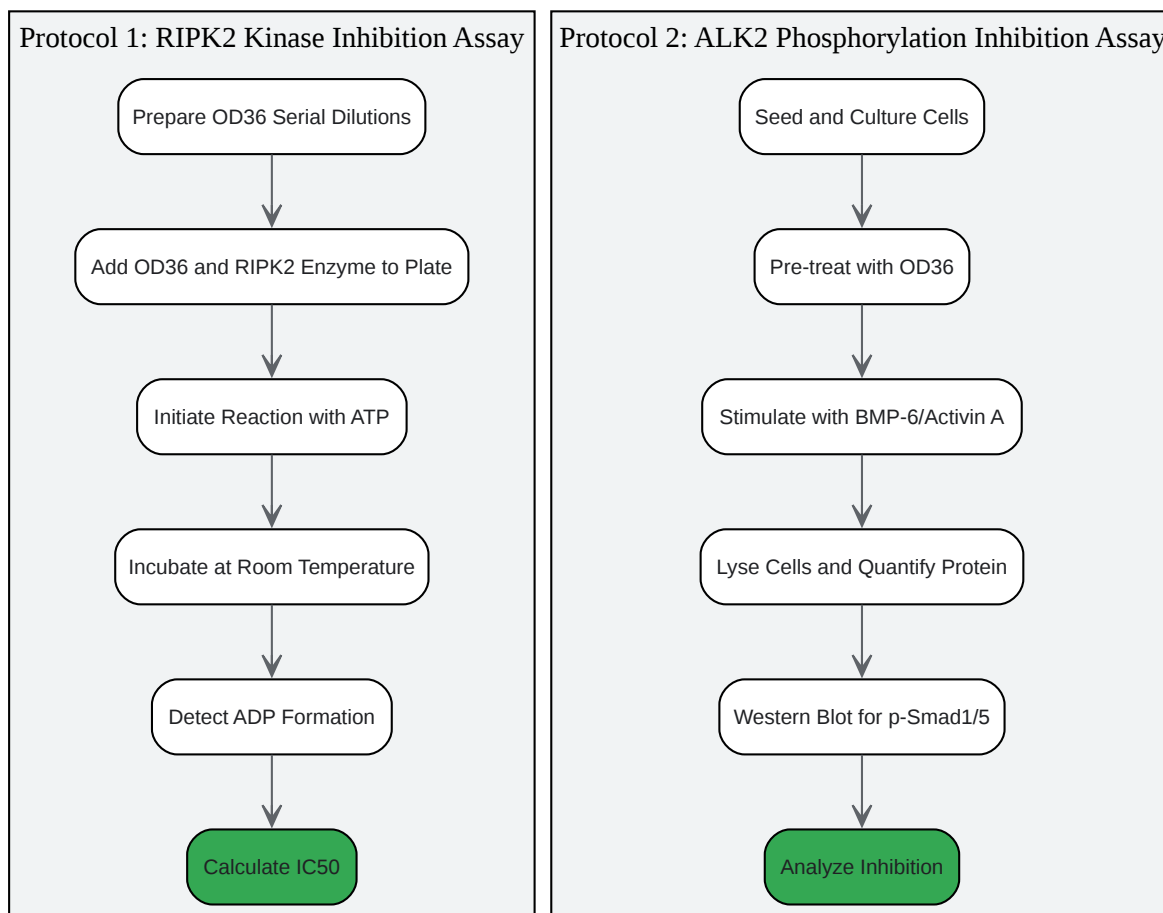 Protocol 1: RIPK2 Kinase Inhibition Assay
Prepare OD36 Serial Dilutions
Add OD36 and RIPK2 Enzyme to Plate
Initiate Reaction with ATP
Incubate at Room Temperature
Detect ADP Formation
Calculate IC50
Protocol 2: ALK2 Phosphorylation Inhibition Assay
Seed and Culture Cells
Pre-treat with OD36
Stimulate with BMP-6/Activin A
Lyse Cells and Quantify Protein
Western Blot for p-Smad1/5
Analyze Inhibition